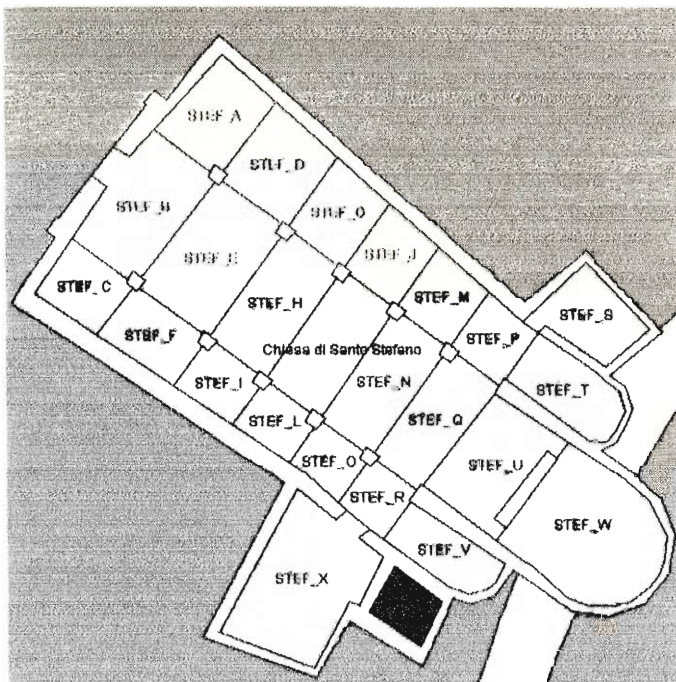 STEF_A
STEF_D
STEF_B
STEF_G
STEF_E
STEF_J
STEF_C
STEF_H
STEF_M
STEF_S
STEF_F
STEF_P
Chiesa di Santo Stefano
STEF_I
STEF_N
STEF_T
STEF_L
STEF_Q
STEF_O
STEF_U
STEF_R
STEF_W
STEF_V
STEF_X